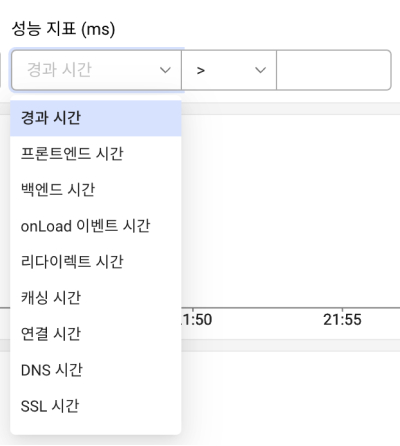 성능 지표 (ms)
경과 시간 >
경과 시간
프론트엔드 시간
백엔드 시간
onLoad 이벤트 시간
리다이렉트 시간
캐싱 시간
연결 시간
DNS 시간
SSL 시간
21:55